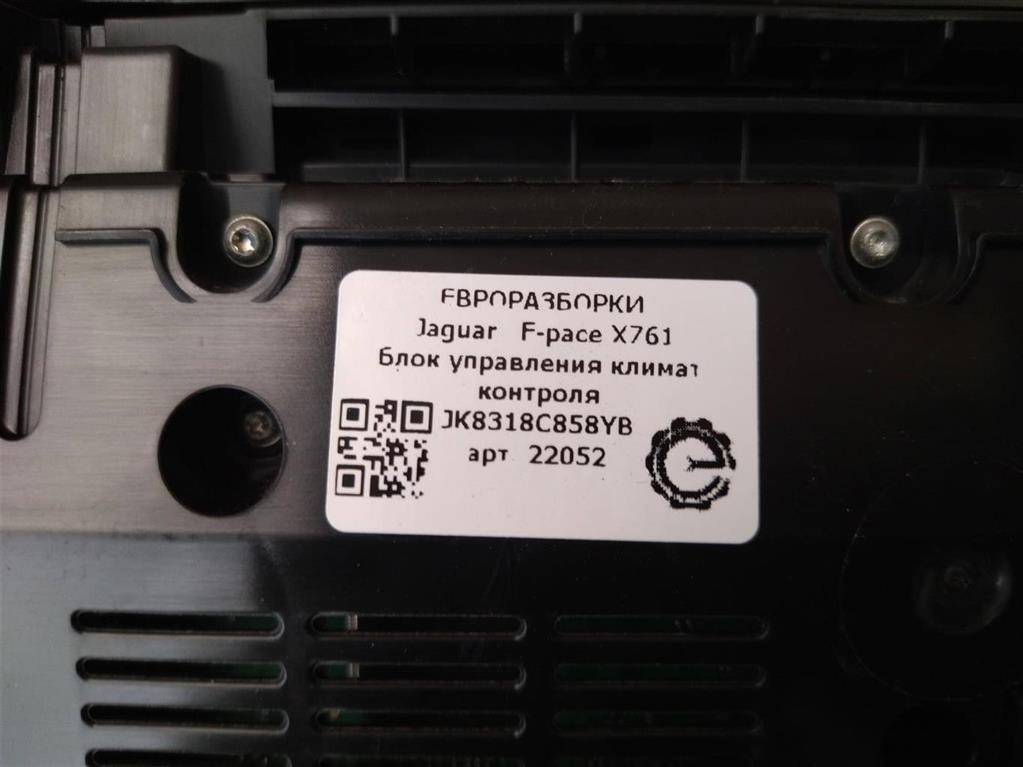 ЕВРОРАЗБОРКИ
Jaguar F-pace X761
Блок управления климат
контроля
JK8318C858YB
арт 22052